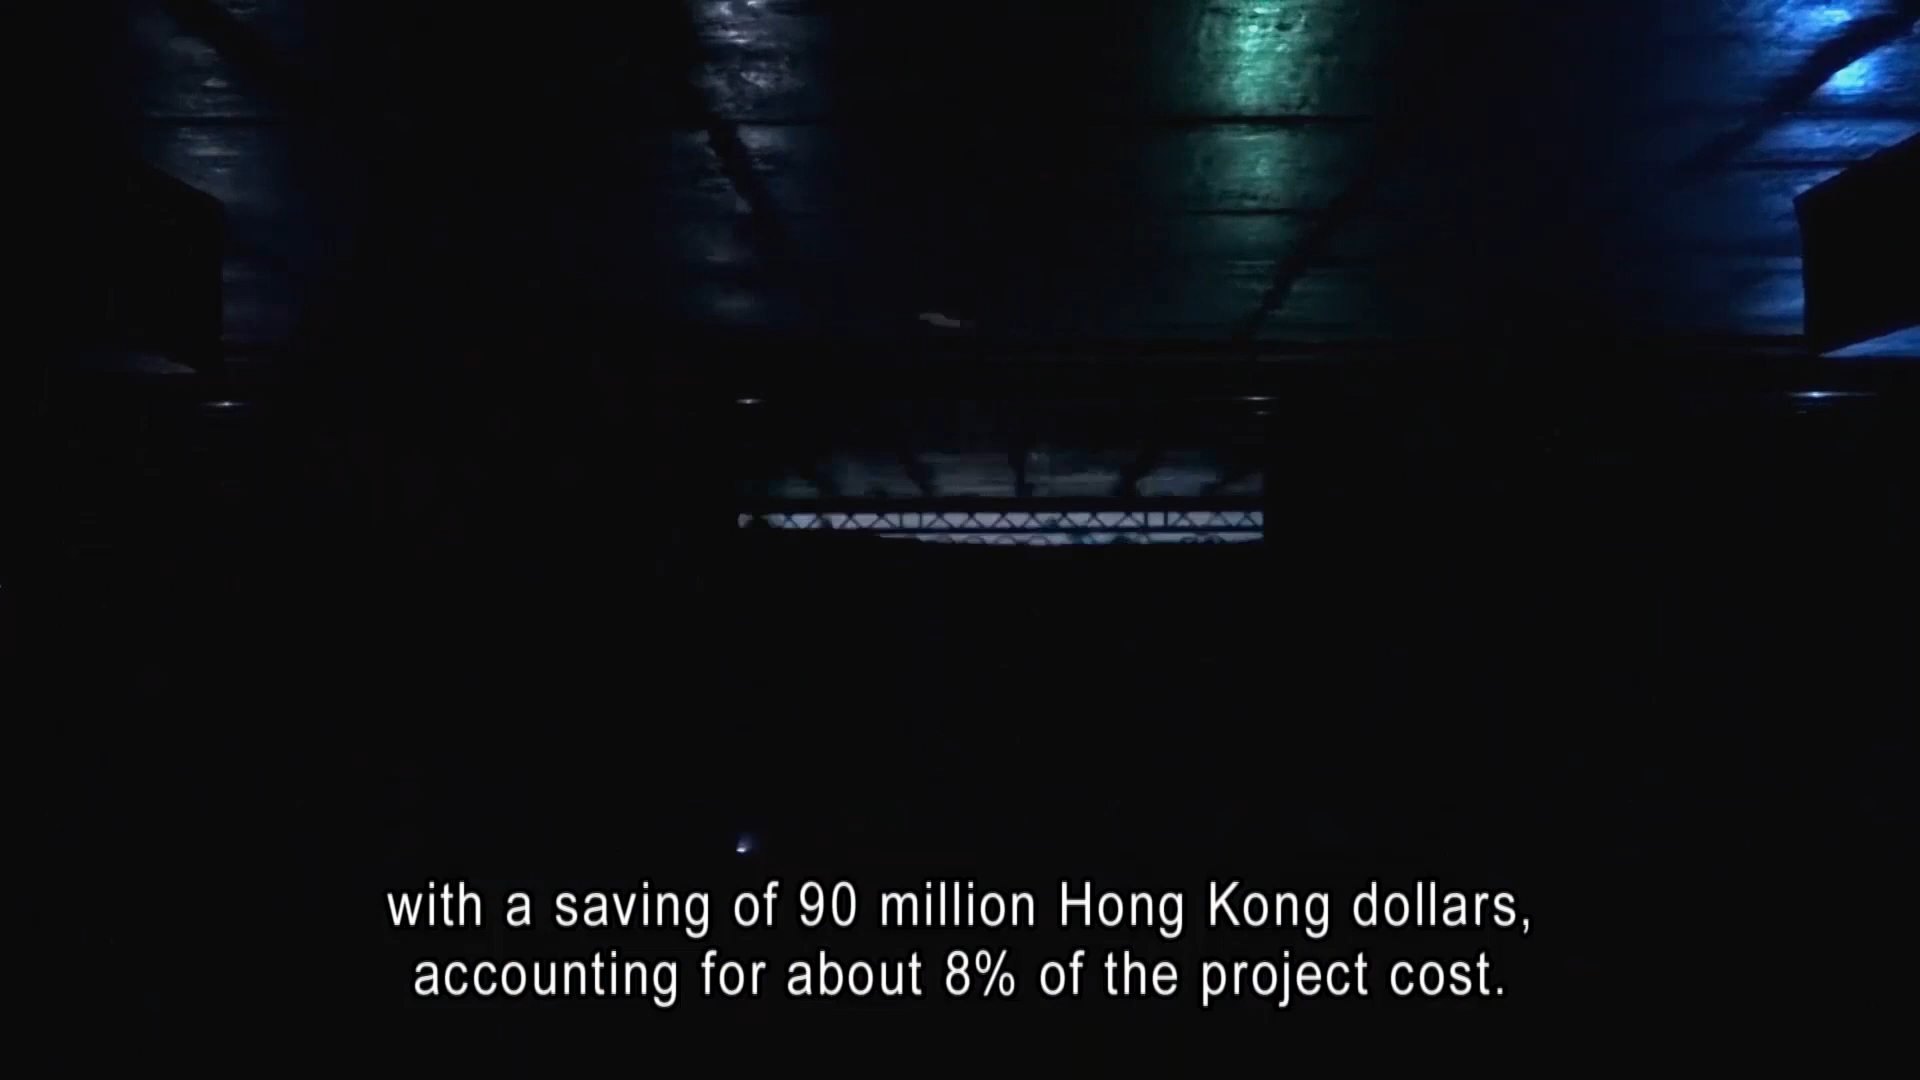 with a saving of 90 million Hong Kong dollars,
accounting for about 8% of the project cost.